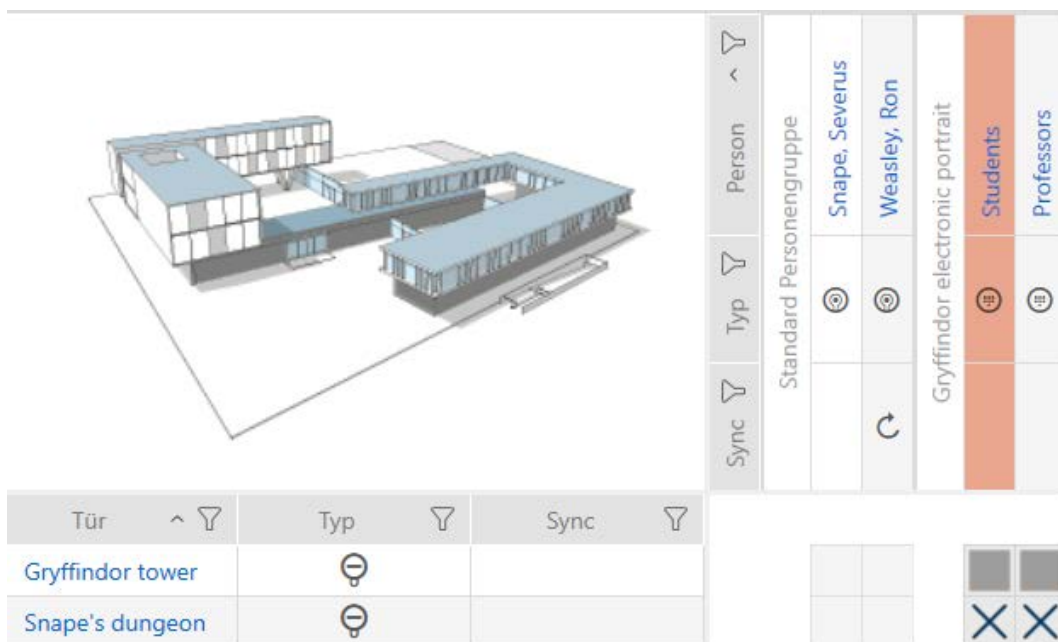 Person
Typ
Sync
Standard Personengruppe
Snape, Severus
Weasley, Ron
Gryffindor electronic portrait
Students
Professors
Tür Typ Sync
Gryffindor tower
Snape's dungeon